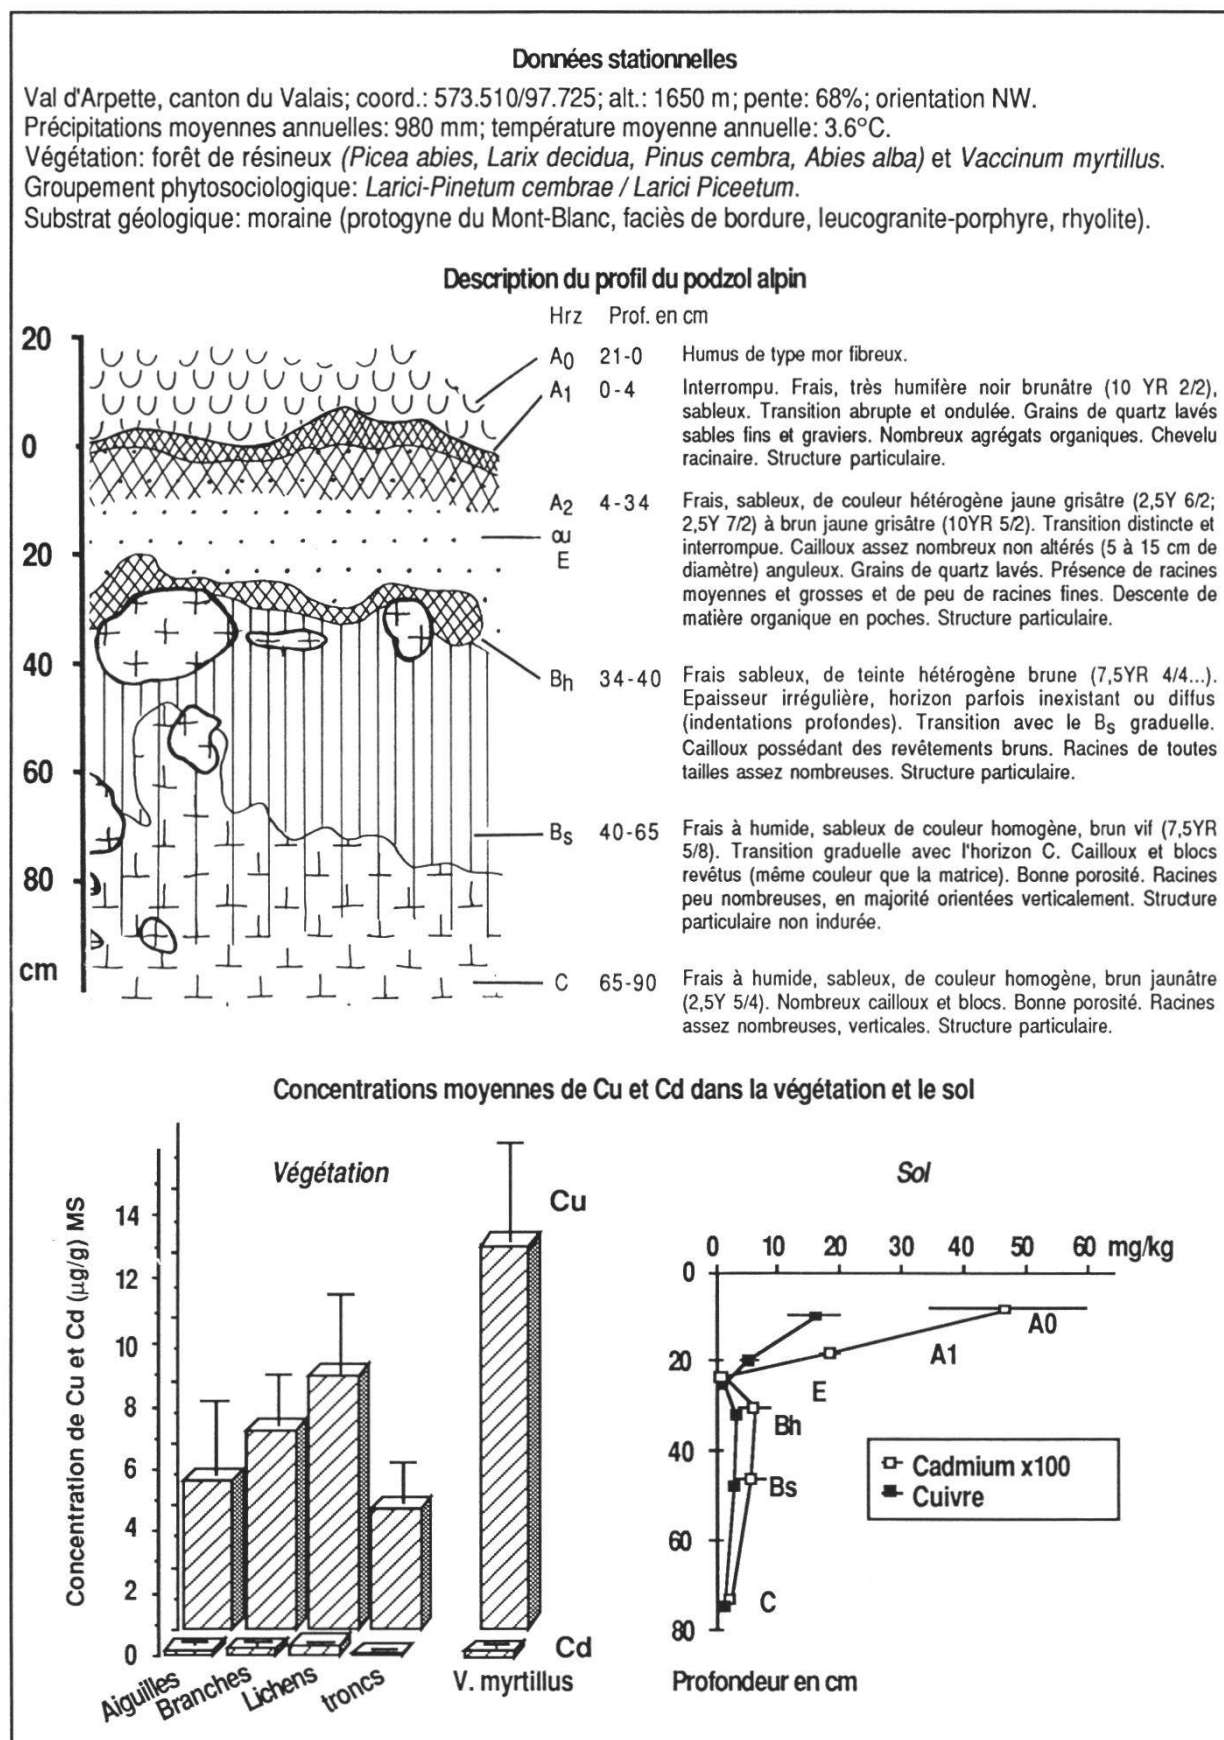 Données stationnelles
Val d'Arpette, canton du Valais; coord.: 573.510/97.725; alt.: 1650 m; pente: 68%; orientation NW.
Précipitations moyennes annuelles: 980 mm; température moyenne annuelle: 3.6°C.
Végétation: forêt de résineux (Picea abies, Larix decidua, Pinus cembra, Abies alba) et Vaccinum myrtillus.
Groupement phytosociologique: Larici-Pinetum cembrae / Larici Piceetum.
Substrat géologique: moraine (protogyne du Mont-Blanc, faciès de bordure, leucogranite-porphyre, rhyolite).
Description du profil du podzol alpin
Hrz Prof. en cm
20
0
20
40
60
80
cm
A0 21-0 Humus de type mor fibreux.
A1 0-4 Interrompu. Frais, très humifère noir brunâtre (10 YR 2/2),
sableux. Transition abrupte et ondulée. Grains de quartz lavés
sables fins et graviers. Nombreux agrégats organiques. Chevelu
racinaire. Structure particulaire.
A2 4-34 Frais, sableux, de couleur hétérogène jaune grisâtre (2,5Y 6/2;
ou 2,5Y 7/2) à brun jaune grisâtre (10YR 5/2). Transition distincte et
E interrompue. Cailloux assez nombreux non altérés (5 à 15 cm de
diamètre) anguleux. Grains de quartz lavés. Présence de racines
moyennes et grosses et de peu de racines fines. Descente de
matière organique en poches. Structure particulaire.
Bh 34-40 Frais sableux, de teinte hétérogène brune (7,5YR 4/4...).
Epaisseur irrégulière, horizon parfois inexistant ou diffus
(indentations profondes). Transition avec le Bs graduelle.
Cailloux possédant des revêtements bruns. Racines de toutes
tailles assez nombreuses. Structure particulaire.
Bs 40-65 Frais à humide, sableux de couleur homogène, brun vif (7,5YR
5/8). Transition graduelle avec l'horizon C. Cailloux et blocs
revêtus (même couleur que la matrice). Bonne porosité. Racines
peu nombreuses, en majorité orientées verticalement. Structure
particulaire non indurée.
C 65-90 Frais à humide, sableux, de couleur homogène, brun jaunâtre
(2,5Y 5/4). Nombreux cailloux et blocs. Bonne porosité. Racines
assez nombreuses, verticales. Structure particulaire.
Concentrations moyennes de Cu et Cd dans la végétation et le sol
Végétation
Concentration de Cu et Cd (µg/g) MS
14
12
10
8
6
4
2
0
Cu
Cd
Aiguilles
Branches
Lichens
troncs
V. myrtillus
Sol
0 10 20 30 40 50 60 mg/kg
0
20
40
60
80
A0
A1
E
Bh
Bs
C
Cadmium x100
Cuivre
Profondeur en cm